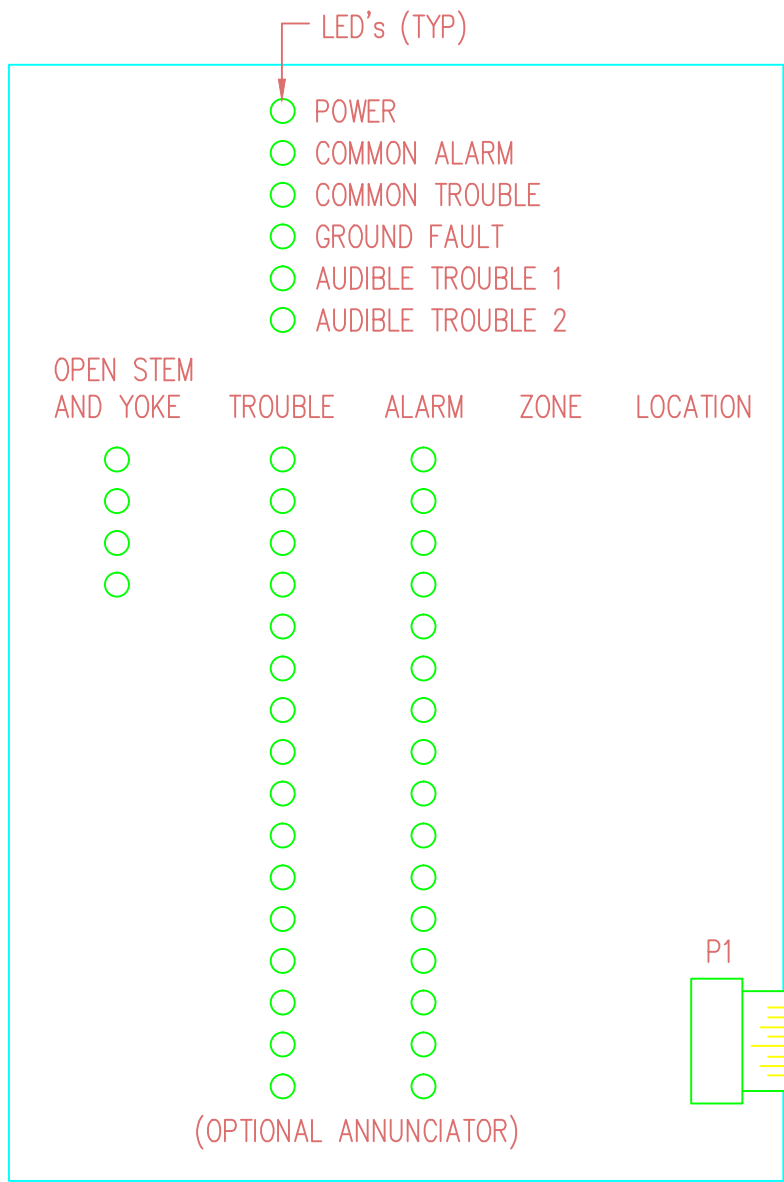 LED's (TYP)
POWER
COMMON ALARM
COMMON TROUBLE
GROUND FAULT
AUDIBLE TROUBLE 1
AUDIBLE TROUBLE 2
OPEN STEM
AND YOKE TROUBLE ALARM ZONE LOCATION
P1
(OPTIONAL ANNUNCIATOR)